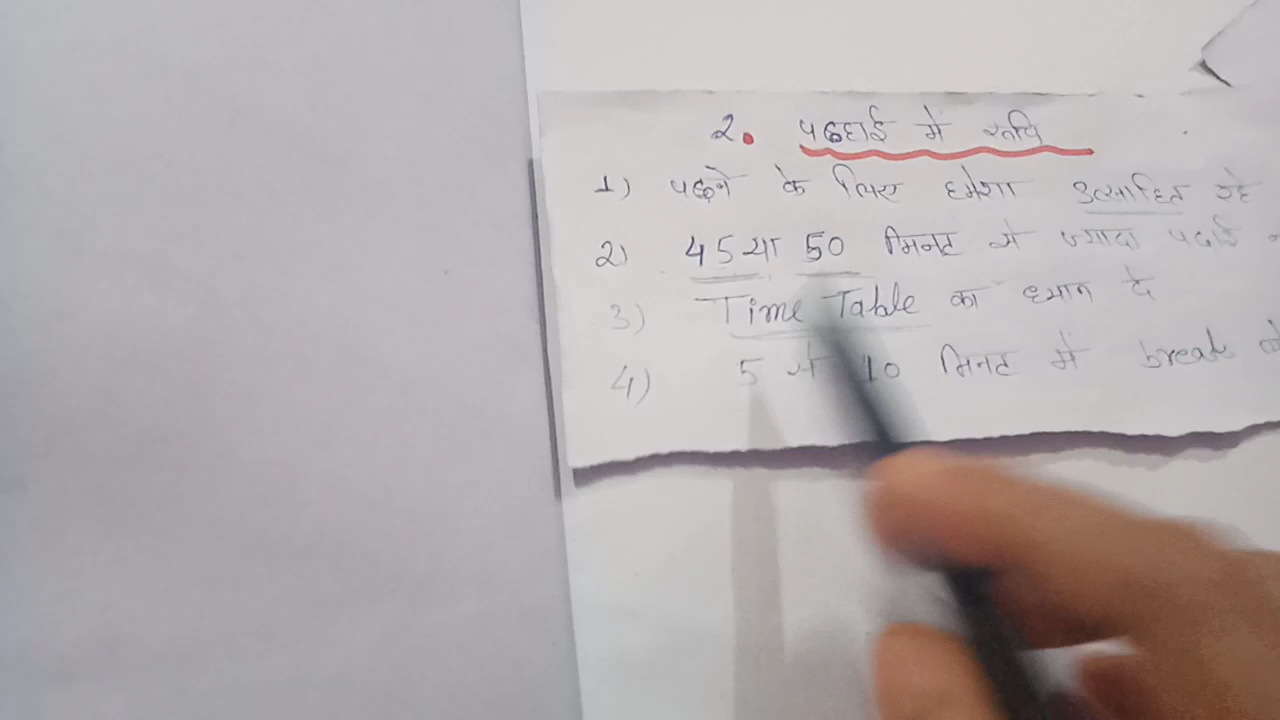 2. पढाई में रुचि
1) पढने के लिए हमेशा उत्साहित रहे
2) 45 या 50 मिनट से ज्यादा पढाई
3) Time Table का ध्यान दे
4) 5 से 10 मिनट में break